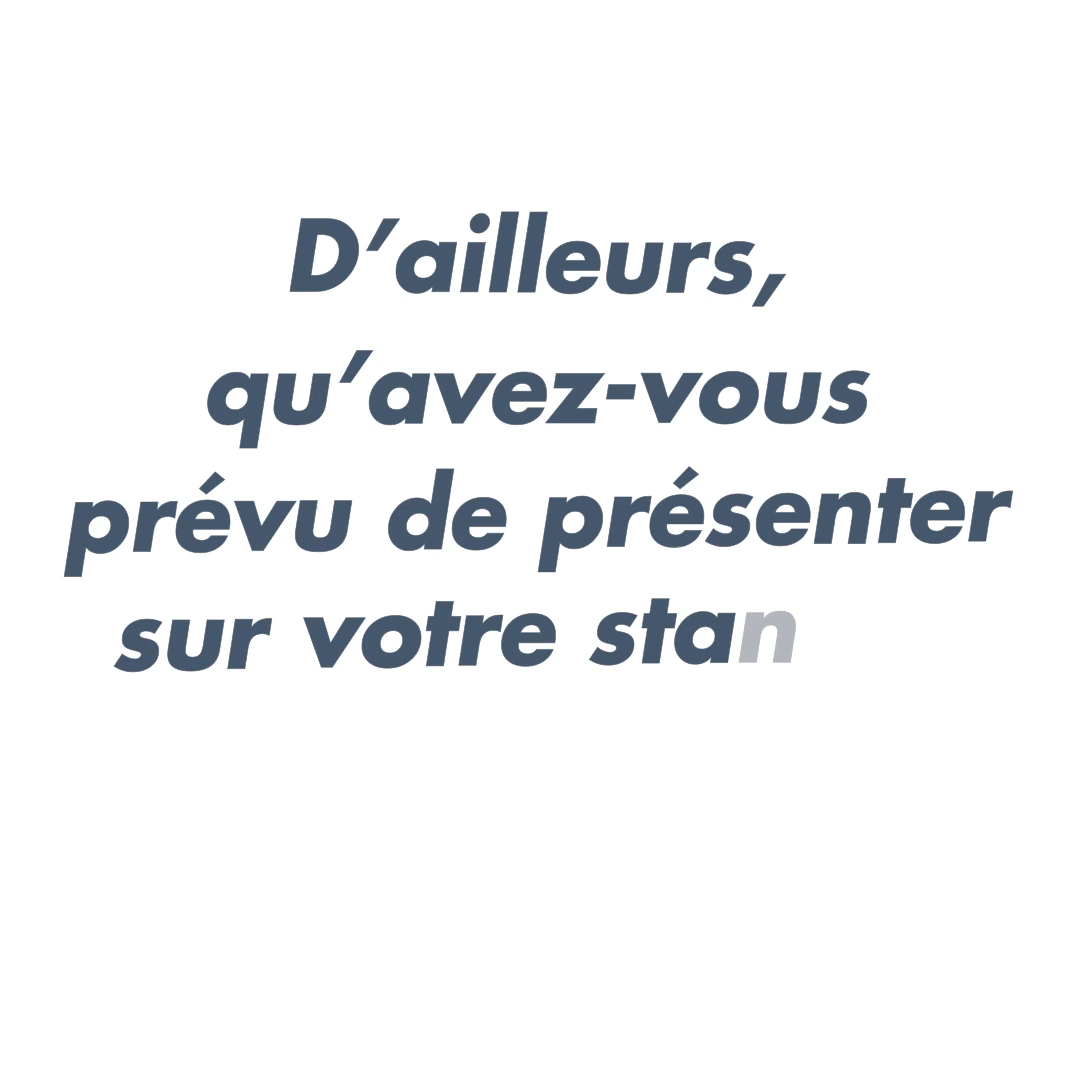 D’ailleurs,
qu’avez-vous
prévu de présenter
sur votre stan